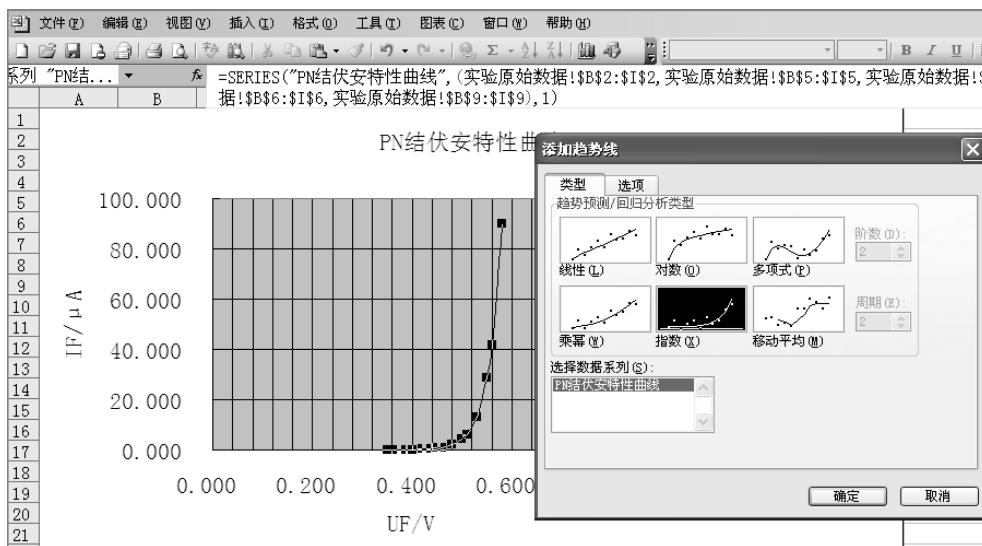 文件(F) 编辑(E) 视图(V) 插入(I) 格式(O) 工具(T) 图表(C) 窗口(W) 帮助(H)
Σ B I U
系列 "PN结... fx =SERIES("PN结伏安特性曲线",(实验原始数据!$B$2:$I$2,实验原始数据!$B$5:$I$5,实验原始数据!$
据!$B$6:$I$6,实验原始数据!$B$9:$I$9),1)
A B
1
2
3
4
5
6
7
8
9
10
11
12
13
14
15
16
17
18
19
20
21
PN结伏安特性曲
100.000
80.000
60.000
40.000
20.000
0.000
IF/μA
0.000 0.200 0.400 0.600
UF/V
添加趋势线
类型 选项
趋势预测/回归分析类型
线性(L) 对数(O) 多项式(P)
阶数(D):
2
乘幂(W) 指数(X) 移动平均(M)
周期(E):
2
选择数据系列(S):
PN结伏安特性曲线
确定 取消